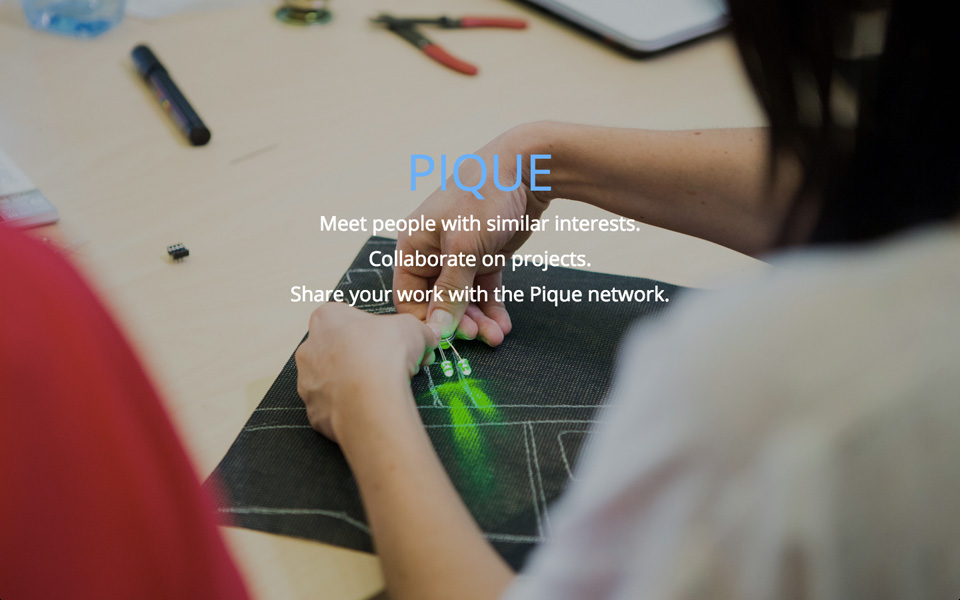 PIQUE
Meet people with similar interests.
Collaborate on projects.
Share your work with the Pique network.